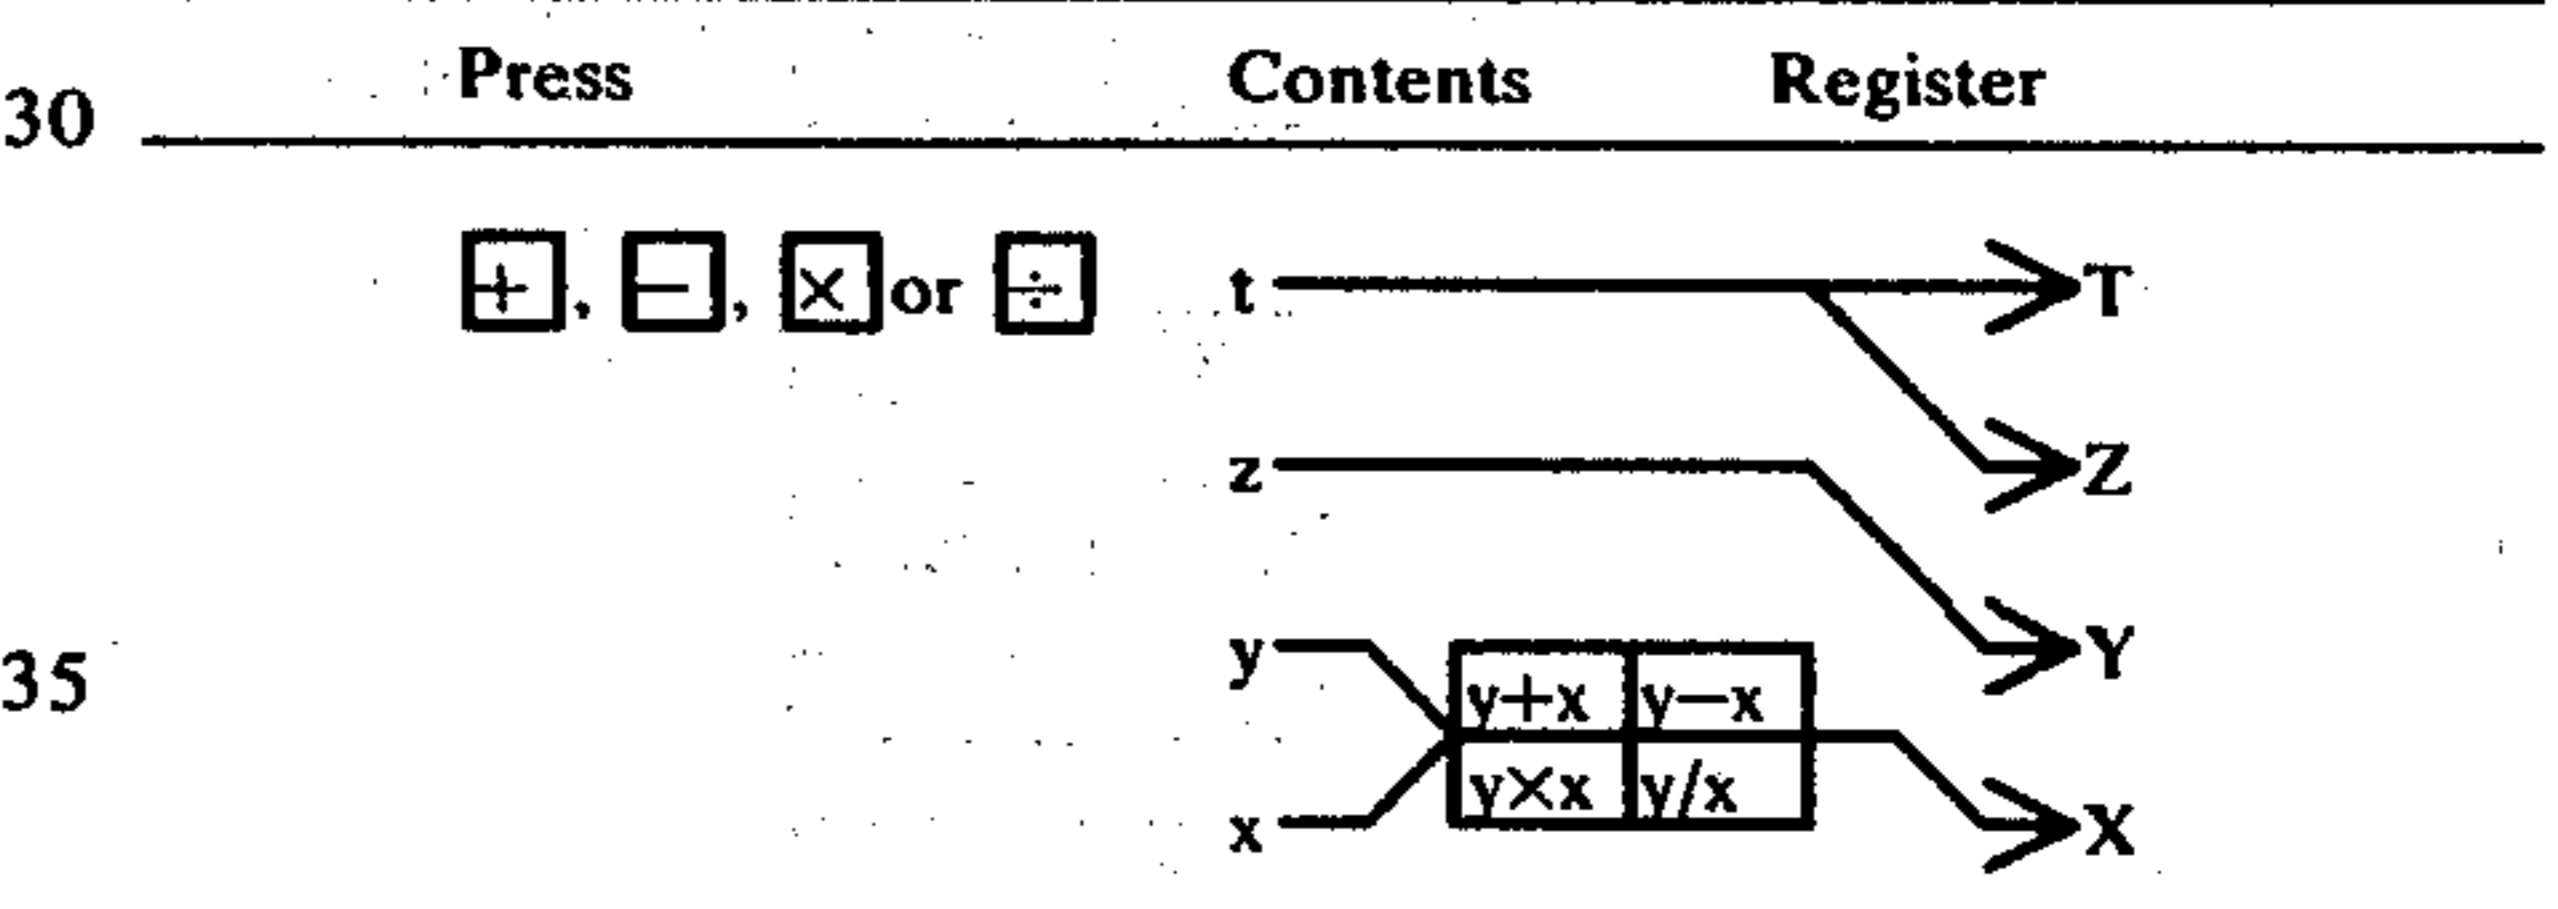 Press Contents Register
30
+, −, × or ÷ t T
z Z
y Y
35
y+x y−x
y×x y/x
x X